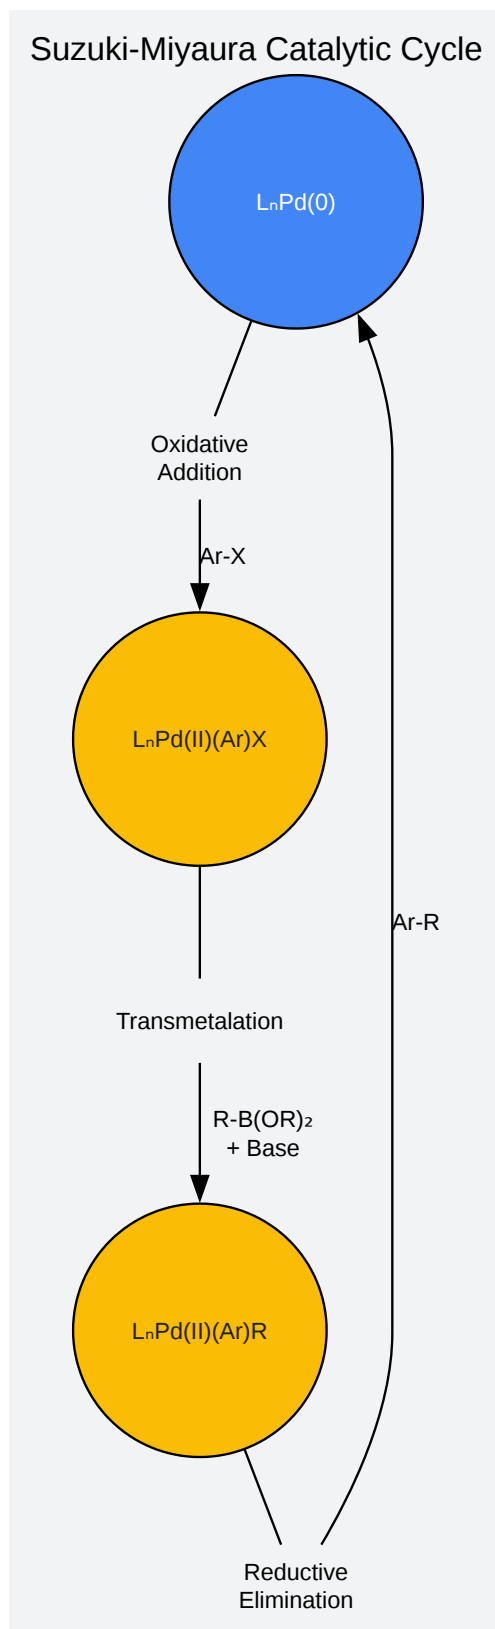 Suzuki-Miyaura Catalytic Cycle
LₙPd(0)
Oxidative
Addition
Ar-X
LₙPd(II)(Ar)X
Ar-R
Transmetalation
R-B(OR)₂
+ Base
LₙPd(II)(Ar)R
Reductive
Elimination